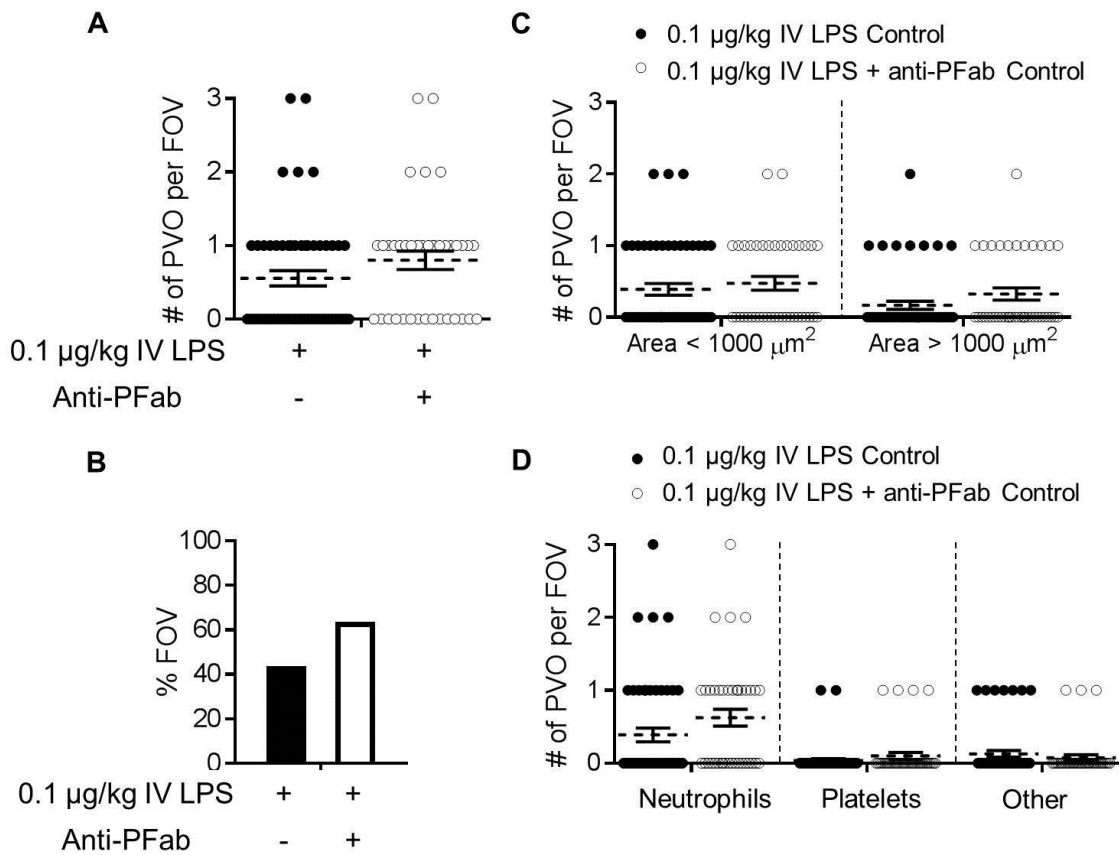 A
# of PVO per FOV
3
2
1
0
0.1 µg/kg IV LPS + +
Anti-PFab - +
B
% FOV
100
80
60
40
20
0
0.1 µg/kg IV LPS + +
Anti-PFab - +
C
0.1 µg/kg IV LPS Control
0.1 µg/kg IV LPS + anti-PFab Control
# of PVO per FOV
3
2
1
0
Area < 1000 µm² Area > 1000 µm²
D
0.1 µg/kg IV LPS Control
0.1 µg/kg IV LPS + anti-PFab Control
# of PVO per FOV
3
2
1
0
Neutrophils Platelets Other